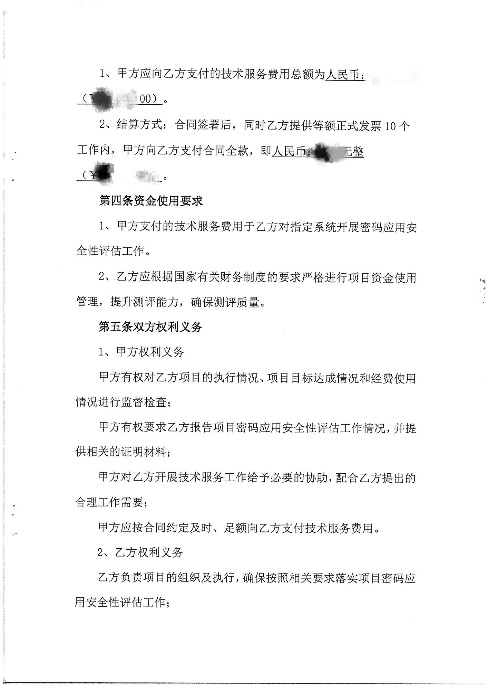 1、甲方应向乙方支付的技术服务费用总额为人民币：
（¥ 00）。
2、结算方式：合同签署后，同时乙方提供等额正式发票 10 个
工作内，甲方向乙方支付合同全款，即人民币 元整
（¥ 。
第四条资金使用要求
1、甲方支付的技术服务费用于乙方对指定系统开展密码应用安
全性评估工作。
2、乙方应根据国家有关财务制度的要求严格进行项目资金使用
管理，提升测评能力，确保测评质量。
第五条双方权利义务
1、甲方权利义务
甲方有权对乙方项目的执行情况、项目目标达成情况和经费使用
情况进行监督检查；
甲方有权要求乙方报告项目密码应用安全性评估工作情况，并提
供相关的证明材料；
甲方对乙方开展技术服务工作给予必要的协助，配合乙方提出的
合理工作需要；
甲方应按合同约定及时、足额向乙方支付技术服务费用。
2、乙方权利义务
乙方负责项目的组织及执行，确保按照相关要求落实项目密码应
用安全性评估工作；